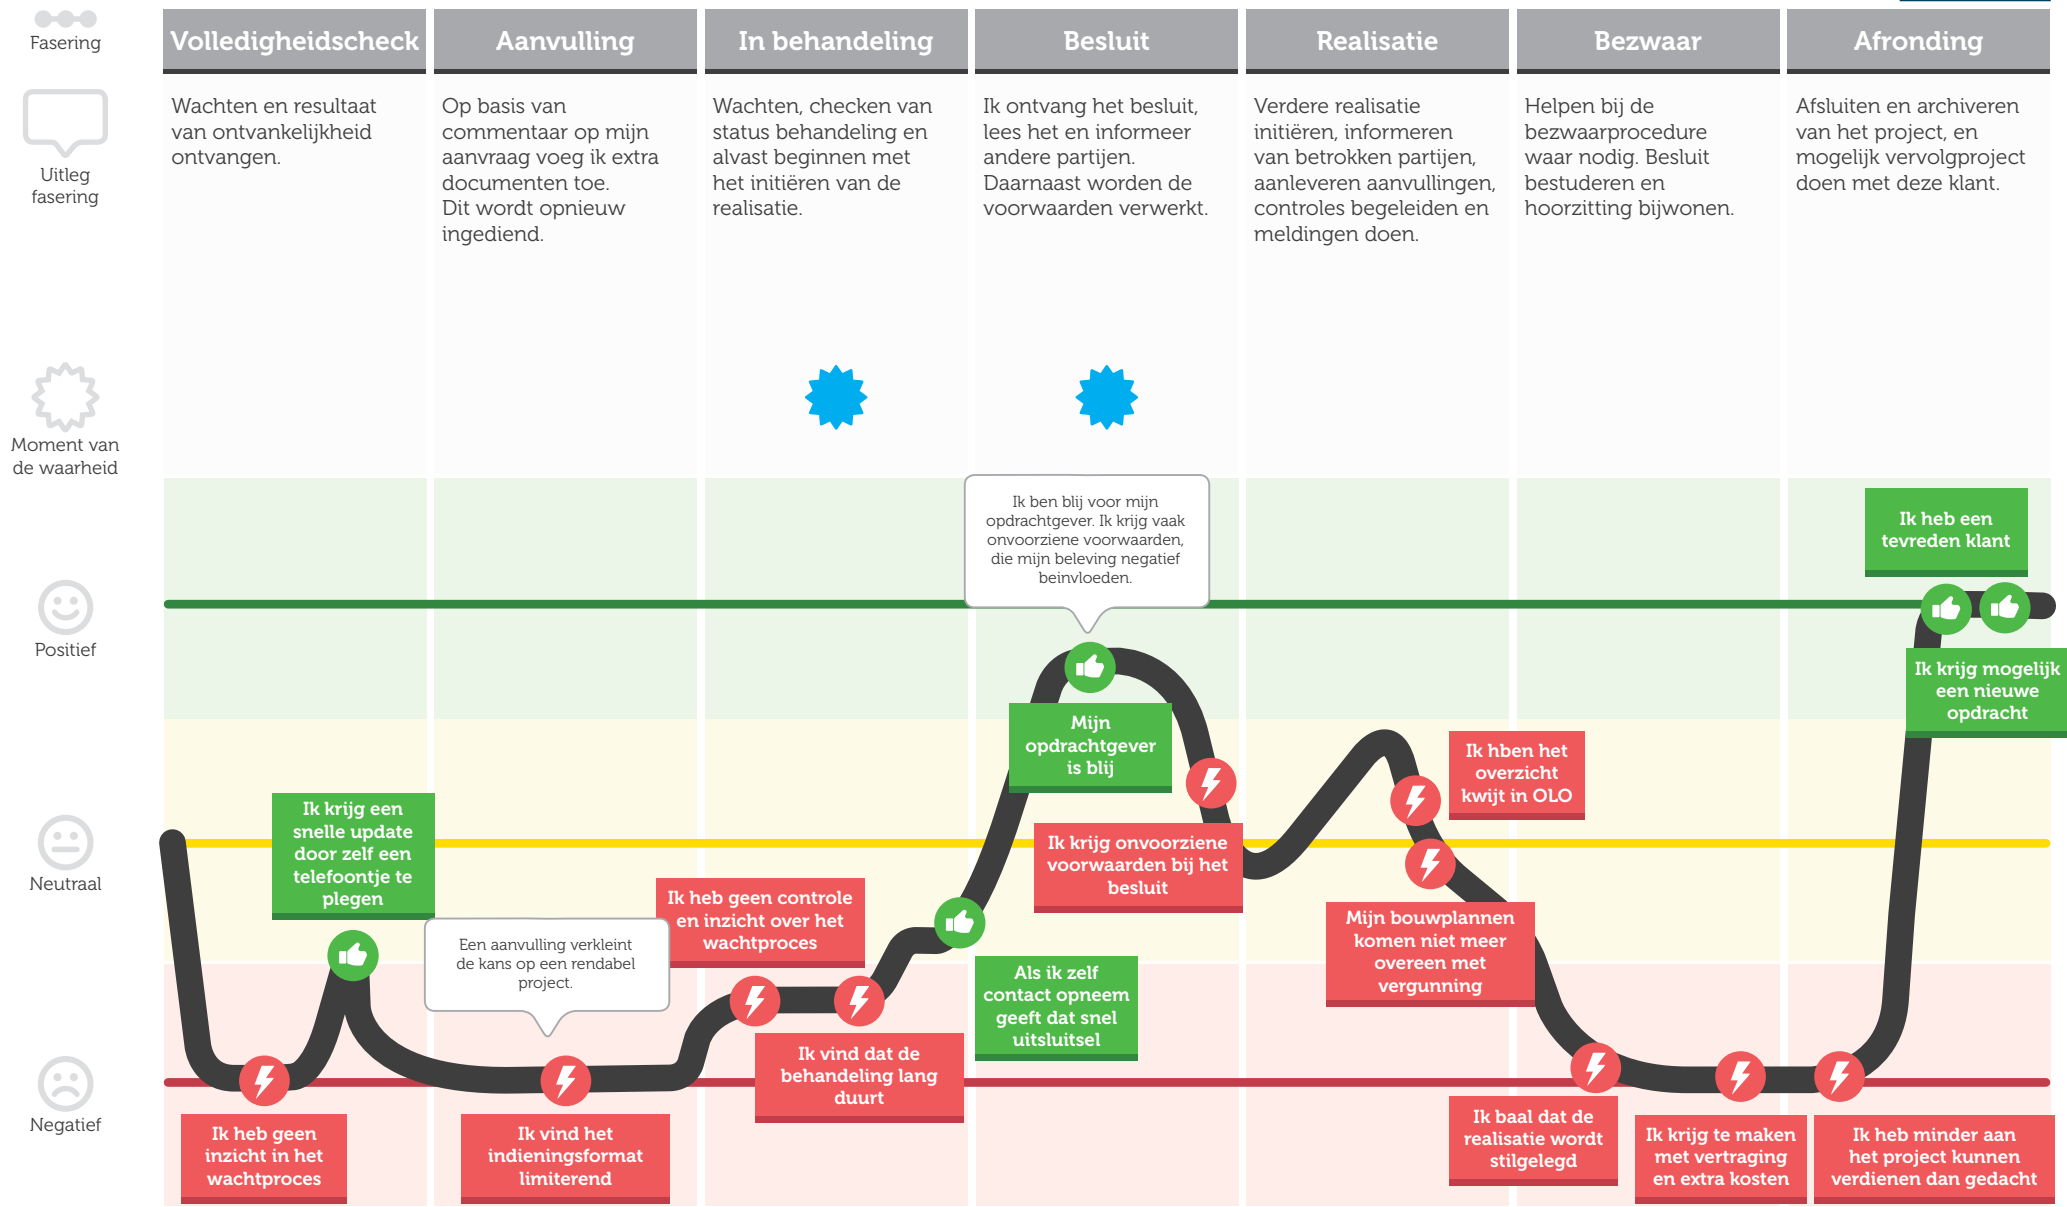 Fasering
Volledigheidscheck
Aanvulling
In behandeling
Besluit
Realisatie
Bezwaar
Afronding
Uitleg
fasering
Wachten en resultaat
van ontvankelijkheid
ontvangen.
Op basis van
commentaar op mijn
aanvraag voeg ik extra
documenten toe.
Dit wordt opnieuw
ingediend.
Wachten, checken van
status behandeling en
alvast beginnen met
het initiëren van de
realisatie.
Ik ontvang het besluit,
lees het en informeer
andere partijen.
Daarnaast worden de
voorwaarden verwerkt.
Verdere realisatie
initiëren, informeren
van betrokken partijen,
aanleveren aanvullingen,
controles begeleiden en
meldingen doen.
Helpen bij de
bezwaarprocedure
waar nodig. Besluit
bestuderen en
hoorzitting bijwonen.
Afsluiten en archiveren
van het project, en
mogelijk vervolgproject
doen met deze klant.
Moment van
de waarheid
Positief
Neutraal
Negatief
Ik heb geen
inzicht in het
wachtproces
Ik krijg een
snelle update
door zelf een
telefoontje te
plegen
Een aanvulling verkleint
de kans op een rendabel
project.
Ik vind het
indieningsformat
limiterend
Ik heb geen controle
en inzicht over het
wachtproces
Ik vind dat de
behandeling lang
duurt
Als ik zelf
contact opneem
geeft dat snel
uitsluitsel
Ik ben blij voor mijn
opdrachtgever. Ik krijg vaak
onvoorziene voorwaarden,
die mijn beleving negatief
beinvloeden.
Mijn
opdrachtgever
is blij
Ik krijg onvoorziene
voorwaarden bij het
besluit
Ik hben het
overzicht
kwijt in OLO
Mijn bouwplannen
komen niet meer
overeen met
vergunning
Ik baal dat de
realisatie wordt
stilgelegd
Ik krijg te maken
met vertraging
en extra kosten
Ik heb minder aan
het project kunnen
verdienen dan gedacht
Ik heb een
tevreden klant
Ik krijg mogelijk
een nieuwe
opdracht